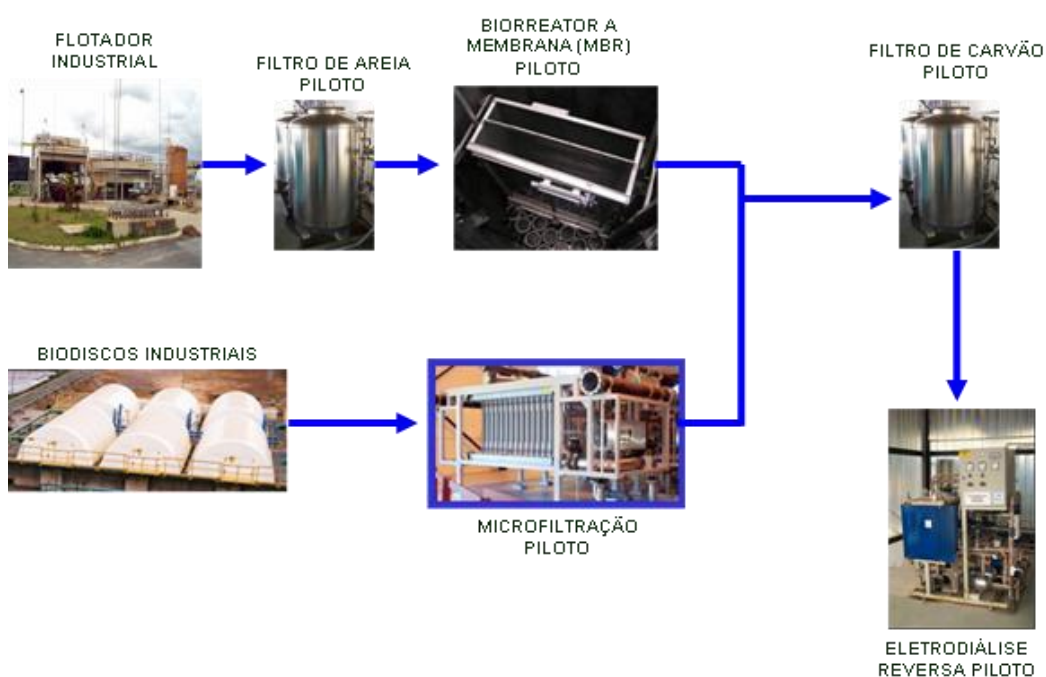 FLOTADOR
INDUSTRIAL
FILTRO DE AREIA
PILOTO
BIORREATOR A
MEMBRANA (MBR)
PILOTO
FILTRO DE CARVÃO
PILOTO
BIODISCOS INDUSTRIAIS
MICROFILTRAÇÃO
PILOTO
ELETRODIÁLISE
REVERSA PILOTO